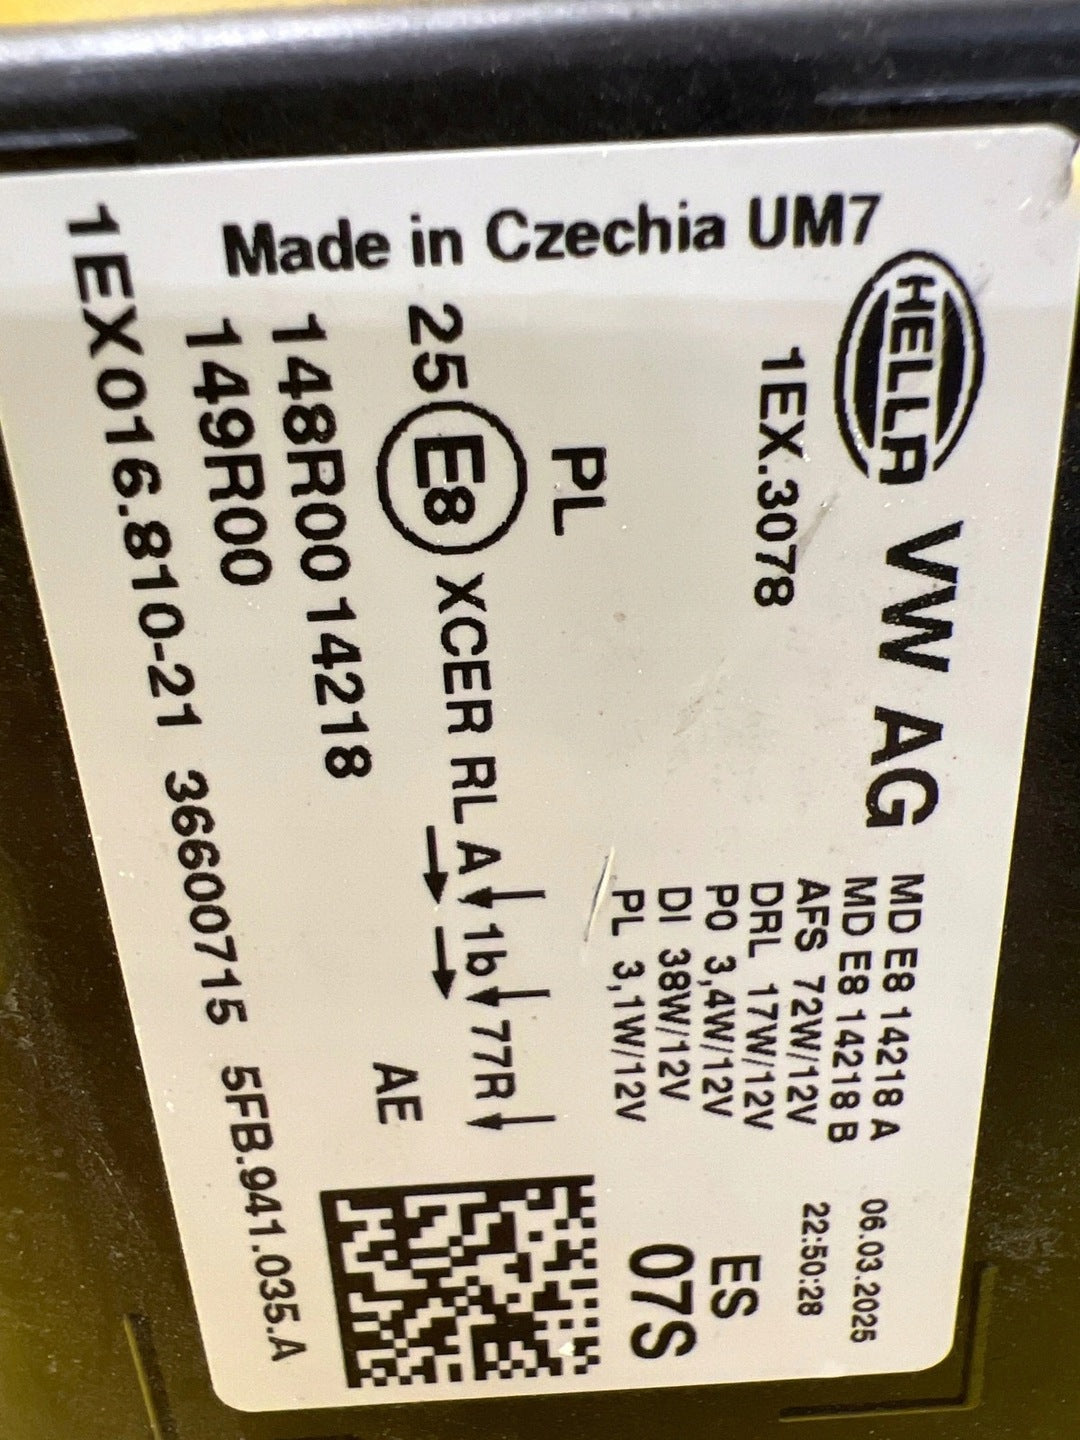 Made in Czechia UM7
HELLA VW AG
1EX.3078
MD E8 14218 A
MD E8 14218 B
AFS 72W/12V
DRL 17W/12V
PO 3,4W/12V
DI 38W/12V
PL 3,1W/12V
06.03.2025
22:50:28
ES
07S
PL
25 E8 XCER RL A 1b 77R
148R00 14218
AE
149R00
1EX016.810-21 36600715 5FB.941.035.A